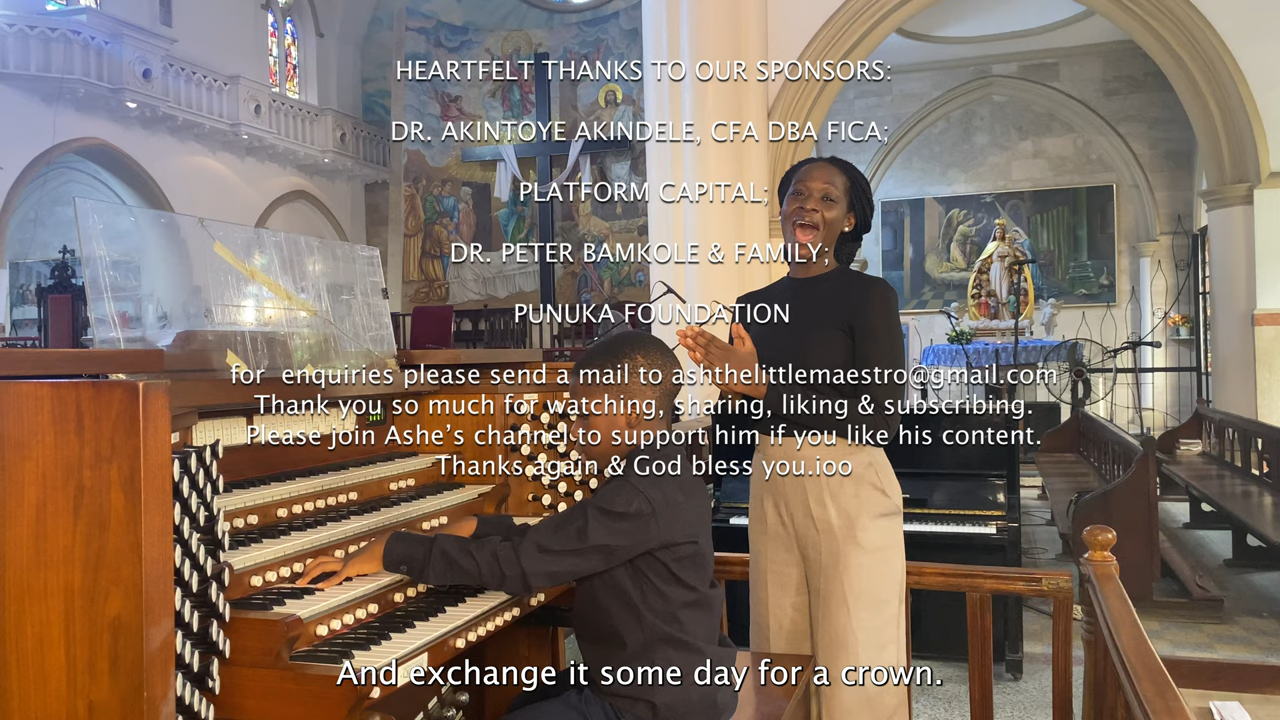 HEARTFELT THANKS TO OUR SPONSORS:
DR. AKINTOYE AKINDELE, CFA DBA FICA;
PLATFORM CAPITAL;
DR. PETER BAMKOLE & FAMILY;
PUNUKA FOUNDATION
for  enquiries please send a mail to ashthelittlemaestro@gmail.com
Thank you so much for watching, sharing, liking & subscribing.
Please join Ashe's channel to support him if you like his content.
Thanks again & God bless you.ioo
And exchange it some day for a crown.